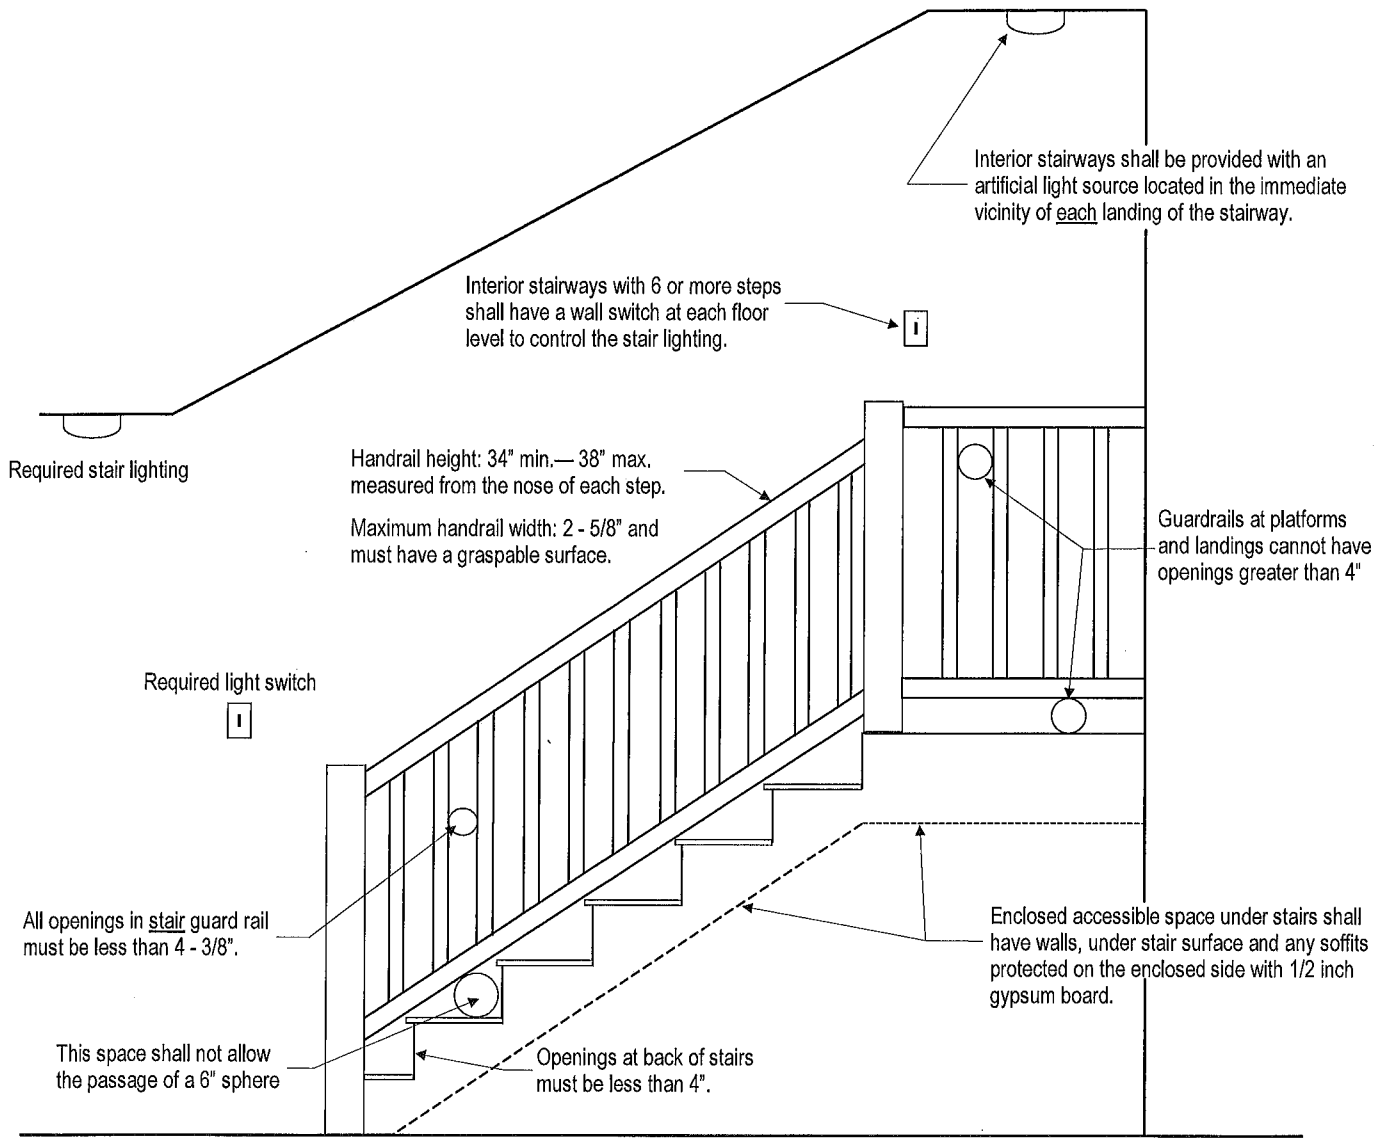 Interior stairways shall be provided with an
artificial light source located in the immediate
vicinity of each landing of the stairway.
Interior stairways with 6 or more steps
shall have a wall switch at each floor
level to control the stair lighting.
Required stair lighting
Handrail height: 34" min.— 38" max.
measured from the nose of each step.
Maximum handrail width: 2 - 5/8" and
must have a graspable surface.
Guardrails at platforms
and landings cannot have
openings greater than 4"
Required light switch
All openings in stair guard rail
must be less than 4 - 3/8".
Enclosed accessible space under stairs shall
have walls, under stair surface and any soffits
protected on the enclosed side with 1/2 inch
gypsum board.
This space shall not allow
the passage of a 6" sphere
Openings at back of stairs
must be less than 4".